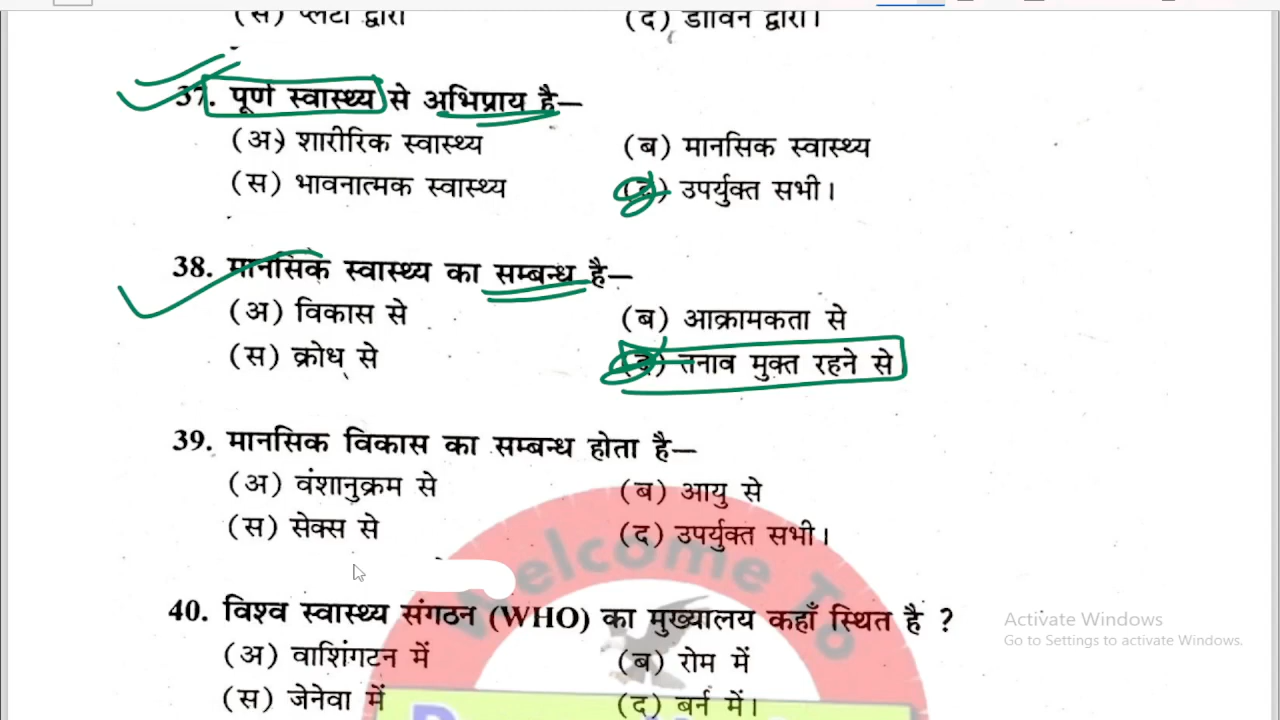 (स) प्लेटो द्वारा (द) डार्विन द्वारा।
37. पूर्ण स्वास्थ्य से अभिप्राय है—
(अ) शारीरिक स्वास्थ्य (ब) मानसिक स्वास्थ्य
(स) भावनात्मक स्वास्थ्य (द) उपर्युक्त सभी।
38. मानसिक स्वास्थ्य का सम्बन्ध है—
(अ) विकास से (ब) आक्रामकता से
(स) क्रोध से (द) तनाव मुक्त रहने से
39. मानसिक विकास का सम्बन्ध होता है—
(अ) वंशानुक्रम से (ब) आयु से
(स) सेक्स से (द) उपर्युक्त सभी।
Welcome To
40. विश्व स्वास्थ्य संगठन (WHO) का मुख्यालय कहाँ स्थित है ?
(अ) वाशिंगटन में (ब) रोम में
(स) जेनेवा में (द) बर्न में।
Activate Windows
Go to Settings to activate Windows.